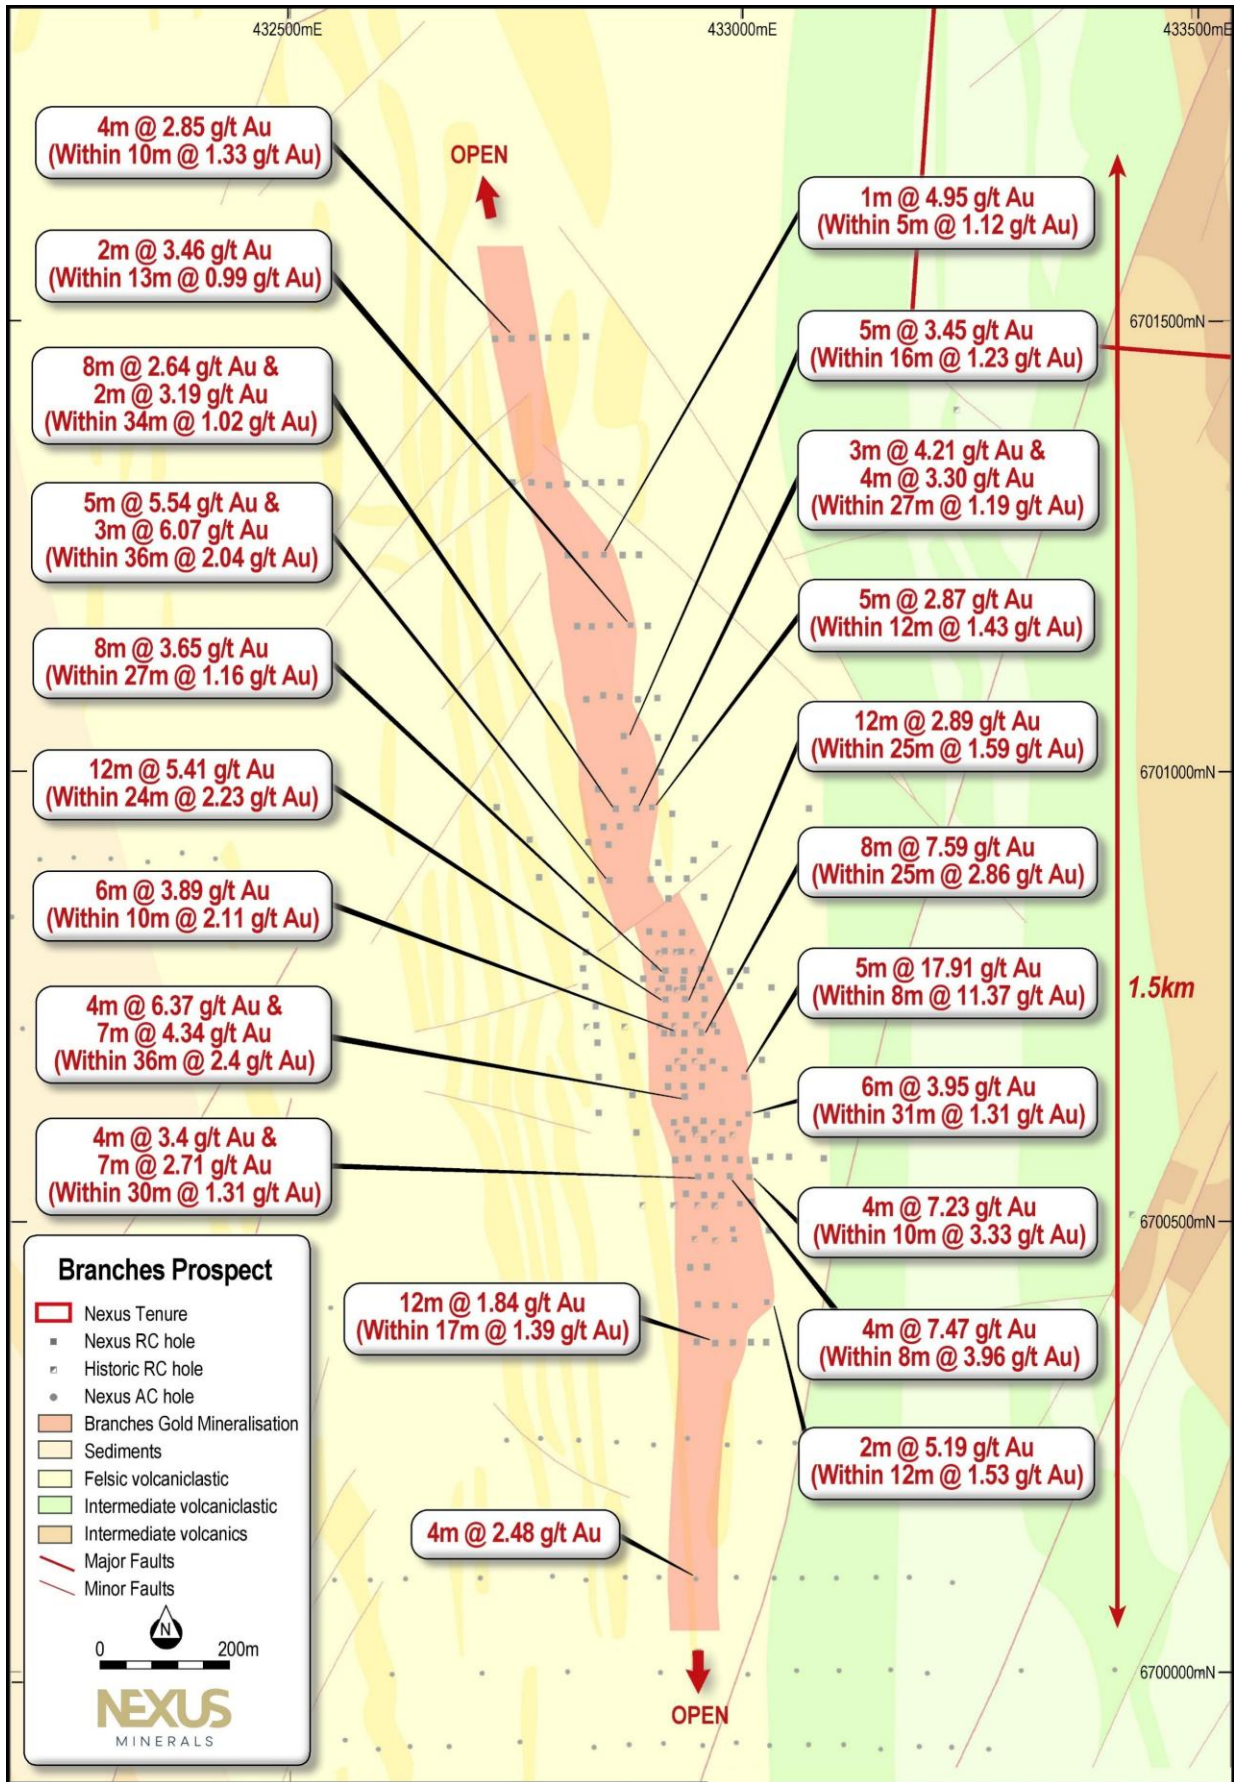 432500mE
433000mE
433500mE
4m @ 2.85 g/t Au
(Within 10m @ 1.33 g/t Au)
OPEN
1m @ 4.95 g/t Au
(Within 5m @ 1.12 g/t Au)
2m @ 3.46 g/t Au
(Within 13m @ 0.99 g/t Au)
5m @ 3.45 g/t Au
(Within 16m @ 1.23 g/t Au)
6701500mN
8m @ 2.64 g/t Au &
2m @ 3.19 g/t Au
(Within 34m @ 1.02 g/t Au)
3m @ 4.21 g/t Au &
4m @ 3.30 g/t Au
(Within 27m @ 1.19 g/t Au)
5m @ 5.54 g/t Au &
3m @ 6.07 g/t Au
(Within 36m @ 2.04 g/t Au)
5m @ 2.87 g/t Au
(Within 12m @ 1.43 g/t Au)
8m @ 3.65 g/t Au
(Within 27m @ 1.16 g/t Au)
12m @ 2.89 g/t Au
(Within 25m @ 1.59 g/t Au)
12m @ 5.41 g/t Au
(Within 24m @ 2.23 g/t Au)
6701000mN
8m @ 7.59 g/t Au
(Within 25m @ 2.86 g/t Au)
6m @ 3.89 g/t Au
(Within 10m @ 2.11 g/t Au)
5m @ 17.91 g/t Au
(Within 8m @ 11.37 g/t Au)
1.5km
4m @ 6.37 g/t Au &
7m @ 4.34 g/t Au
(Within 36m @ 2.4 g/t Au)
6m @ 3.95 g/t Au
(Within 31m @ 1.31 g/t Au)
4m @ 3.4 g/t Au &
7m @ 2.71 g/t Au
(Within 30m @ 1.31 g/t Au)
4m @ 7.23 g/t Au
(Within 10m @ 3.33 g/t Au)
6700500mN
12m @ 1.84 g/t Au
(Within 17m @ 1.39 g/t Au)
4m @ 7.47 g/t Au
(Within 8m @ 3.96 g/t Au)
2m @ 5.19 g/t Au
(Within 12m @ 1.53 g/t Au)
4m @ 2.48 g/t Au
6700000mN
OPEN
Branches Prospect
Nexus Tenure
Nexus RC hole
Historic RC hole
Nexus AC hole
Branches Gold Mineralisation
Sediments
Felsic volcaniclastic
Intermediate volcaniclastic
Intermediate volcanics
Major Faults
Minor Faults
N
0 200m
NEXUS
MINERALS